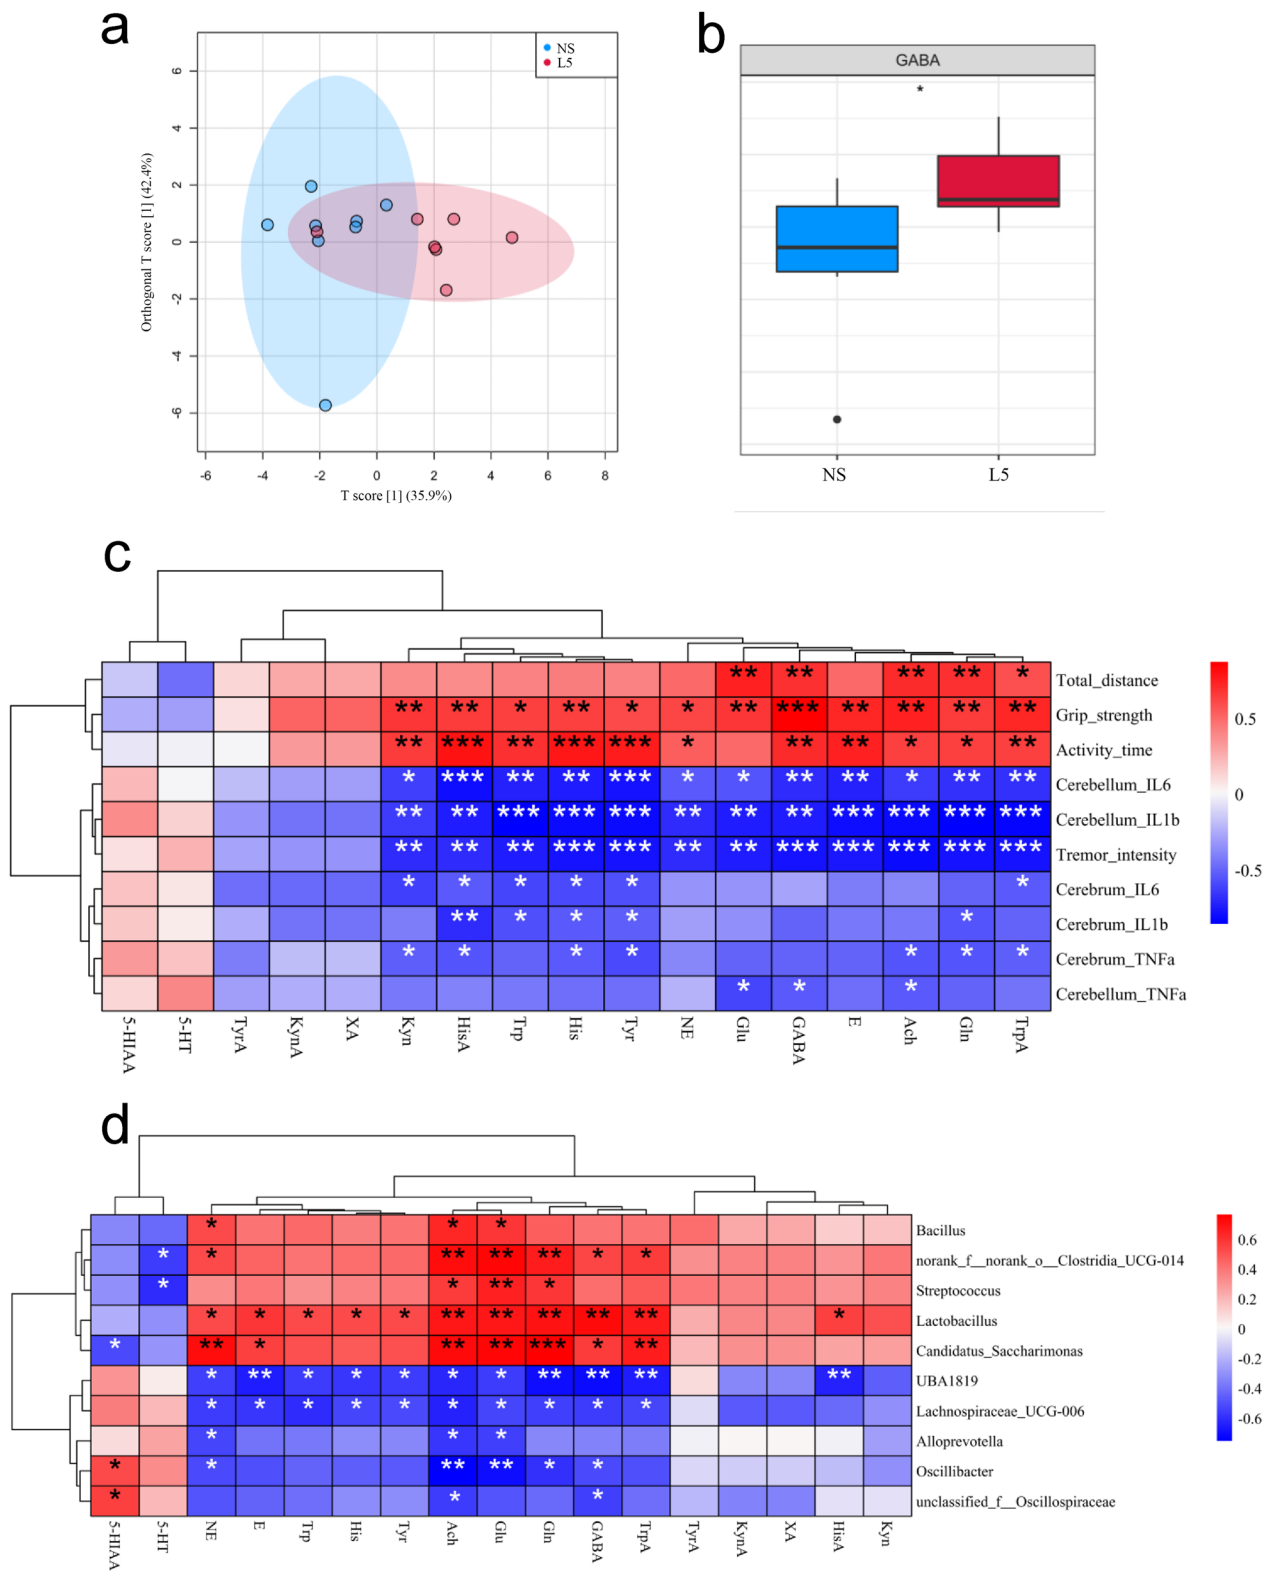 a
NS
L5
6
4
2
0
-2
-4
-6
Orthogonal T score [1] (42.4%)
-6 -4 -2 0 2 4 6 8
T score [1] (35.9%)
b
GABA
*
NS L5
c
** ** ** ** * Total_distance
** ** * ** * * ** *** ** ** ** ** Grip_strength
** *** ** *** *** * ** ** * * ** Activity_time
* *** ** ** *** * * ** ** * ** ** Cerebellum_IL6
** ** *** *** *** ** ** ** *** *** *** *** Cerebellum_IL1b
** ** ** *** *** ** ** *** *** *** *** *** Tremor_intensity
* * * * * * Cerebrum_IL6
** * * * * Cerebrum_IL1b
* * * * * * * Cerebrum_TNFa
* * * Cerebellum_TNFa
5-HIAA 5-HT TyrA KynA XA Kyn HisA Trp His Tyr NE Glu GABA E Ach Gln TrpA
0.5
0
-0.5
d
* * * Bacillus
* * ** ** ** * * norank_f__norank_o__Clostridia_UCG-014
* * ** * Streptococcus
* * * * * ** ** ** ** ** * Lactobacillus
* ** * ** ** *** * ** Candidatus_Saccharimonas
* ** * * * * * ** ** ** ** UBA1819
* * * * * * * * * * Lachnospiraceae_UCG-006
* * * Alloprevotella
* * ** ** * * Oscillibacter
* * * unclassified_f__Oscillospiraceae
5-HIAA 5-HT NE E Trp His Tyr Ach Glu Gln GABA TrpA TyrA KynA XA HisA Kyn
0.6
0.4
0.2
0
-0.2
-0.4
-0.6